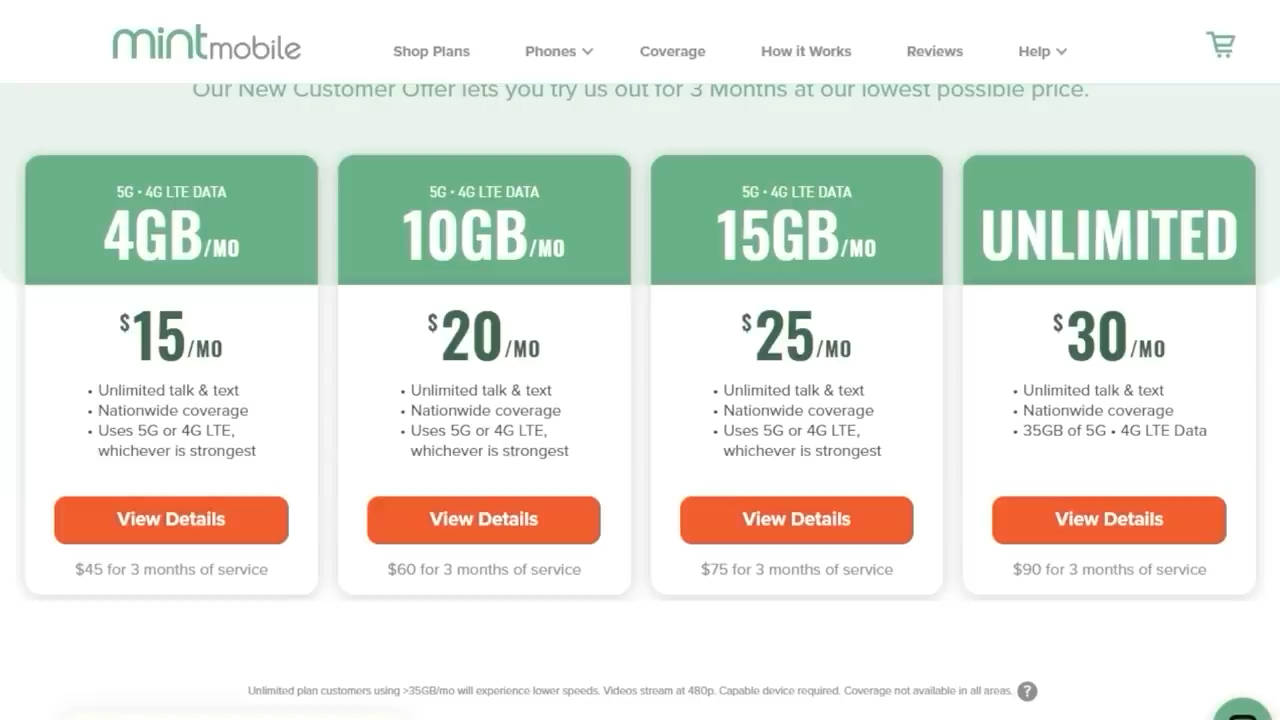 mintmobile
Shop Plans
Phones
Coverage
How it Works
Reviews
Help
Our New Customer Offer lets you try us out for 3 Months at our lowest possible price.
5G • 4G LTE DATA
4GB/MO
$15/MO
• Unlimited talk & text
• Nationwide coverage
• Uses 5G or 4G LTE,
whichever is strongest
View Details
$45 for 3 months of service
5G • 4G LTE DATA
10GB/MO
$20/MO
• Unlimited talk & text
• Nationwide coverage
• Uses 5G or 4G LTE,
whichever is strongest
View Details
$60 for 3 months of service
5G • 4G LTE DATA
15GB/MO
$25/MO
• Unlimited talk & text
• Nationwide coverage
• Uses 5G or 4G LTE,
whichever is strongest
View Details
$75 for 3 months of service
UNLIMITED
$30/MO
• Unlimited talk & text
• Nationwide coverage
• 35GB of 5G • 4G LTE Data
View Details
$90 for 3 months of service
Unlimited plan customers using >35GB/mo will experience lower speeds. Videos stream at 480p. Capable device required. Coverage not available in all areas. ?